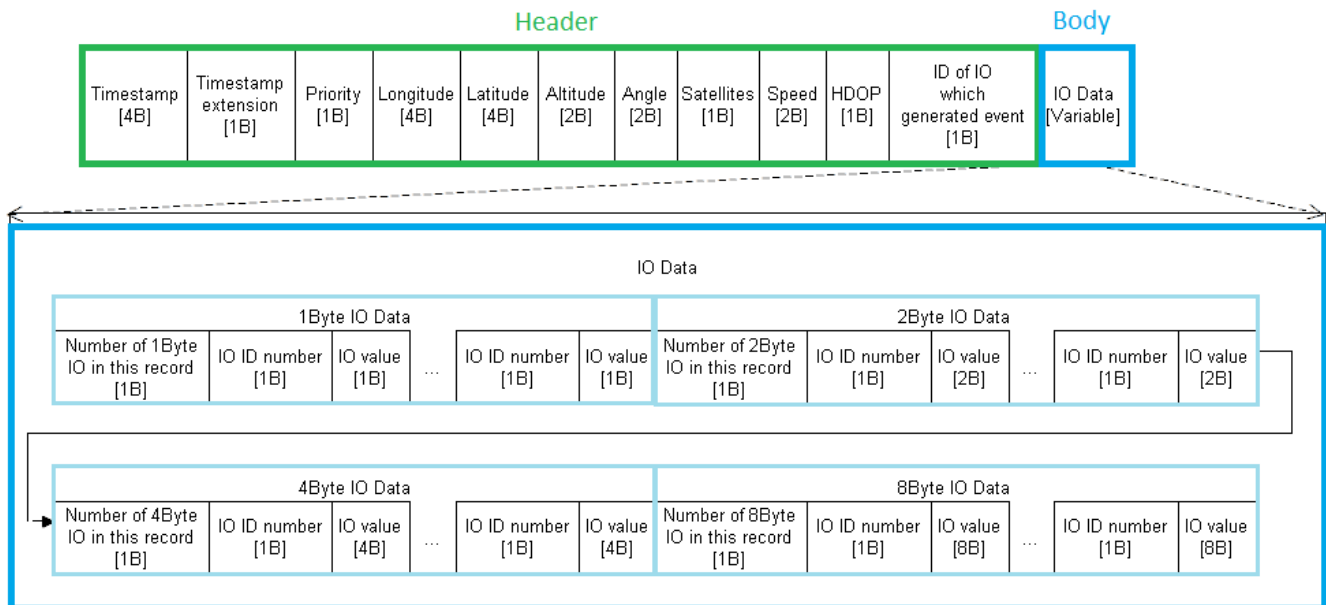 Header
Body
Timestamp
[4B]
Timestamp
extension
[1B]
Priority
[1B]
Longitude
[4B]
Latitude
[4B]
Altitude
[2B]
Angle
[2B]
Satellites
[1B]
Speed
[2B]
HDOP
[1B]
ID of IO
which
generated event
[1B]
IO Data
[Variable]
IO Data
1Byte IO Data
Number of 1Byte
IO in this record
[1B]
IO ID number
[1B]
IO value
[1B]
...
IO ID number
[1B]
IO value
[1B]
2Byte IO Data
Number of 2Byte
IO in this record
[1B]
IO ID number
[1B]
IO value
[2B]
...
IO ID number
[1B]
IO value
[2B]
4Byte IO Data
Number of 4Byte
IO in this record
[1B]
IO ID number
[1B]
IO value
[4B]
...
IO ID number
[1B]
IO value
[4B]
8Byte IO Data
Number of 8Byte
IO in this record
[1B]
IO ID number
[1B]
IO value
[8B]
...
IO ID number
[1B]
IO value
[8B]